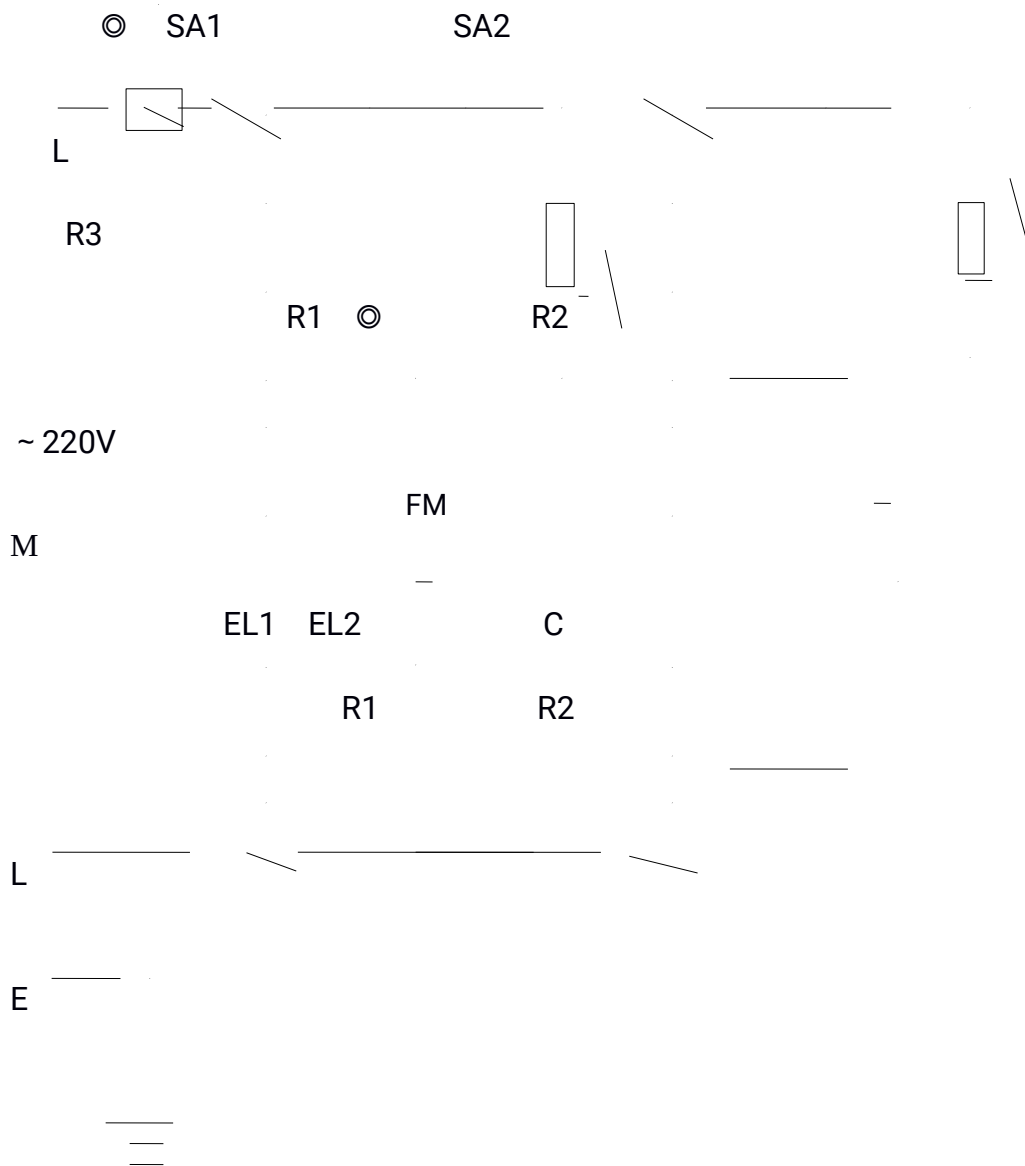 ◎ SA1 SA2
L
R3
R1 ◎ R2
~ 220V
FM
M
EL1 EL2 C
R1 R2
L
E